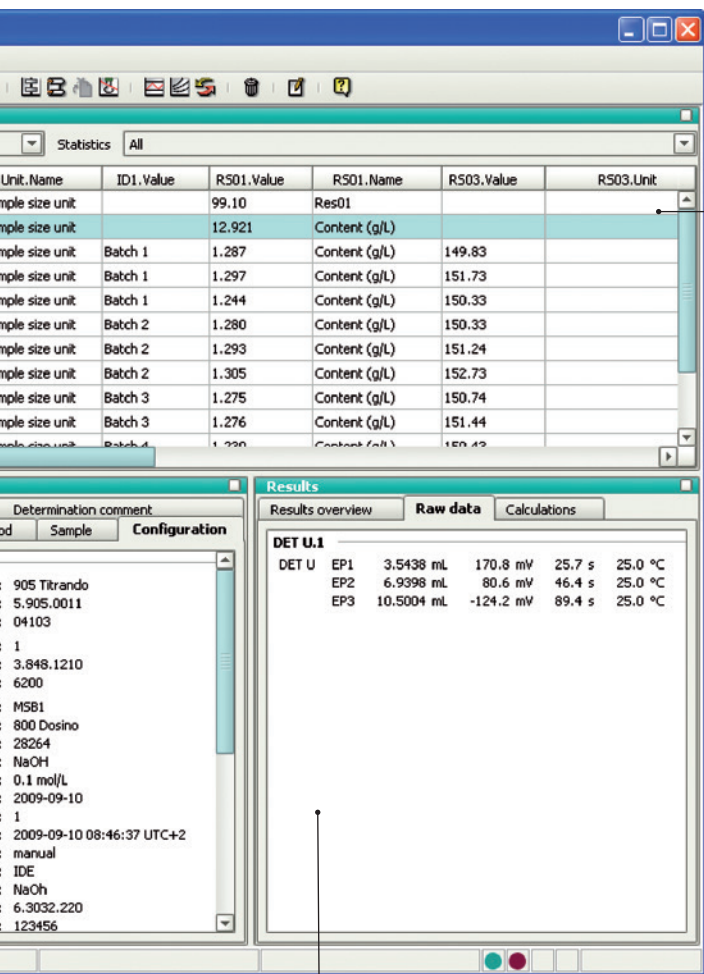 Statistics All
Unit.Name ID1.Value RS01.Value RS01.Name RS03.Value RS03.Unit
mple size unit 99.10 Res01
mple size unit 12.921 Content (g/L)
mple size unit Batch 1 1.287 Content (g/L) 149.83
mple size unit Batch 1 1.297 Content (g/L) 151.73
mple size unit Batch 1 1.244 Content (g/L) 150.33
mple size unit Batch 2 1.280 Content (g/L) 150.33
mple size unit Batch 2 1.293 Content (g/L) 151.24
mple size unit Batch 2 1.305 Content (g/L) 152.73
mple size unit Batch 3 1.275 Content (g/L) 150.74
mple size unit Batch 3 1.276 Content (g/L) 151.44
mple size unit Batch 4 1.230 Content (g/L)
Determination comment
od Sample Configuration
: 905 Titrando
: 5.905.0011
: 04103
: 1
: 3.848.1210
: 6200
: MSB1
: 800 Dosino
: 28264
: NaOH
: 0.1 mol/L
: 2009-09-10
: 1
: 2009-09-10 08:46:37 UTC+2
: manual
: IDE
: NaOh
: 6.3032.220
: 123456
Results
Results overview Raw data Calculations
DET U.1
DET U EP1 3.5438 mL 170.8 mV 25.7 s 25.0 °C
EP2 6.9398 mL 80.6 mV 46.4 s 25.0 °C
EP3 10.5004 mL -124.2 mV 89.4 s 25.0 °C